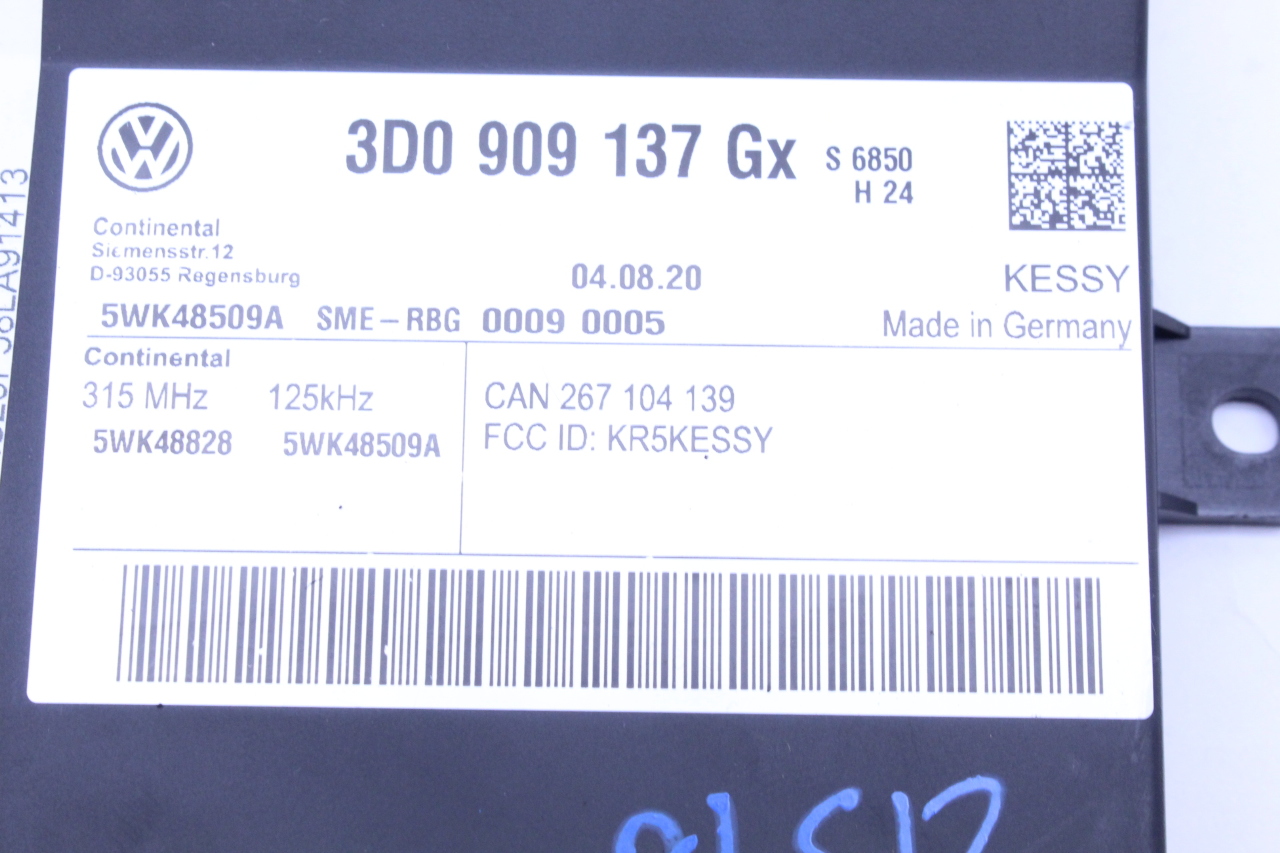 3D0 909 137 Gx S 6850
H 24
Continental
Siemensstr.12
D-93055 Regensburg
04.08.20
KESSY
5WK48509A SME-RBG 0009 0005
Made in Germany
Continental
315 MHz 125kHz
5WK48828 5WK48509A
CAN 267 104 139
FCC ID: KR5KESSY